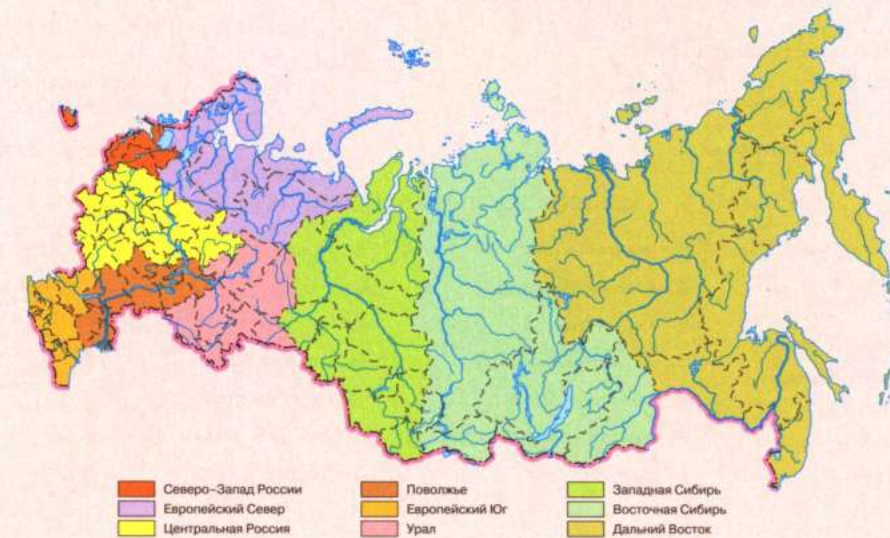 Северо–Запад России
Европейский Север
Центральная Россия
Поволжье
Европейский Юг
Урал
Западная Сибирь
Восточная Сибирь
Дальний Восток